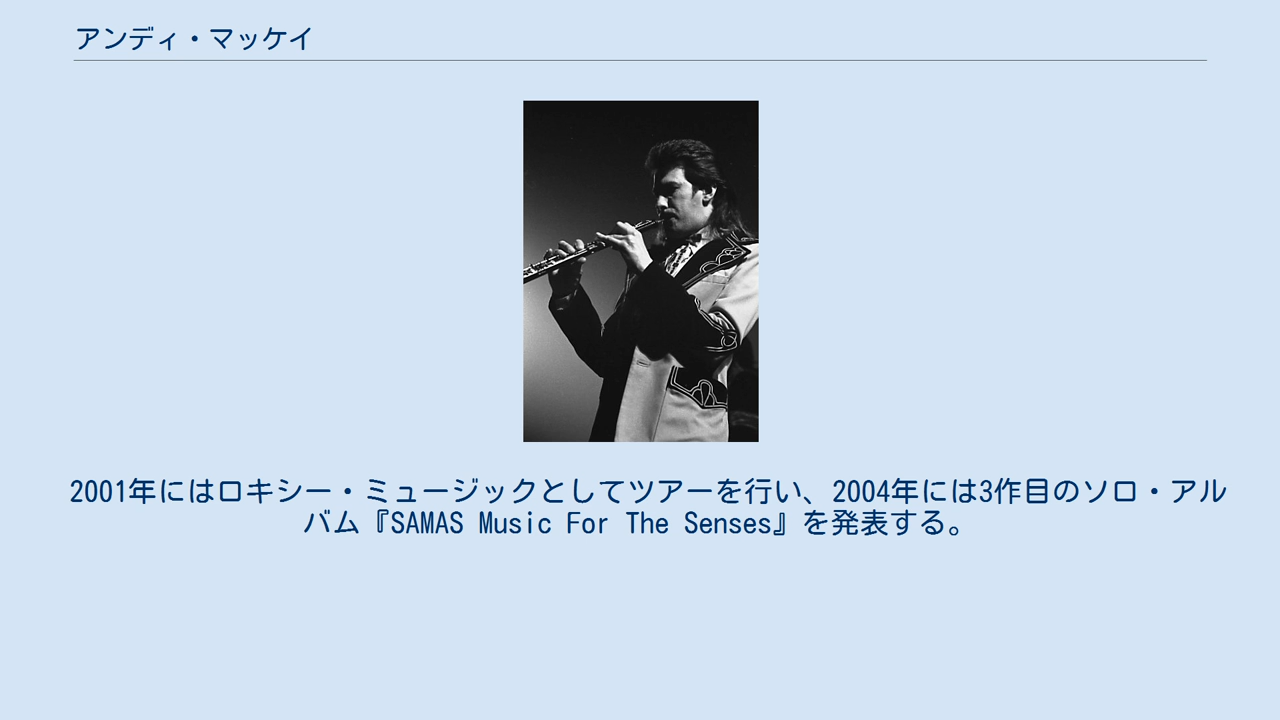 アンディ・マッケイ
2001年にはロキシー・ミュージックとしてツアーを行い、2004年には3作目のソロ・アル
バム『SAMAS Music For The Senses』を発表する。